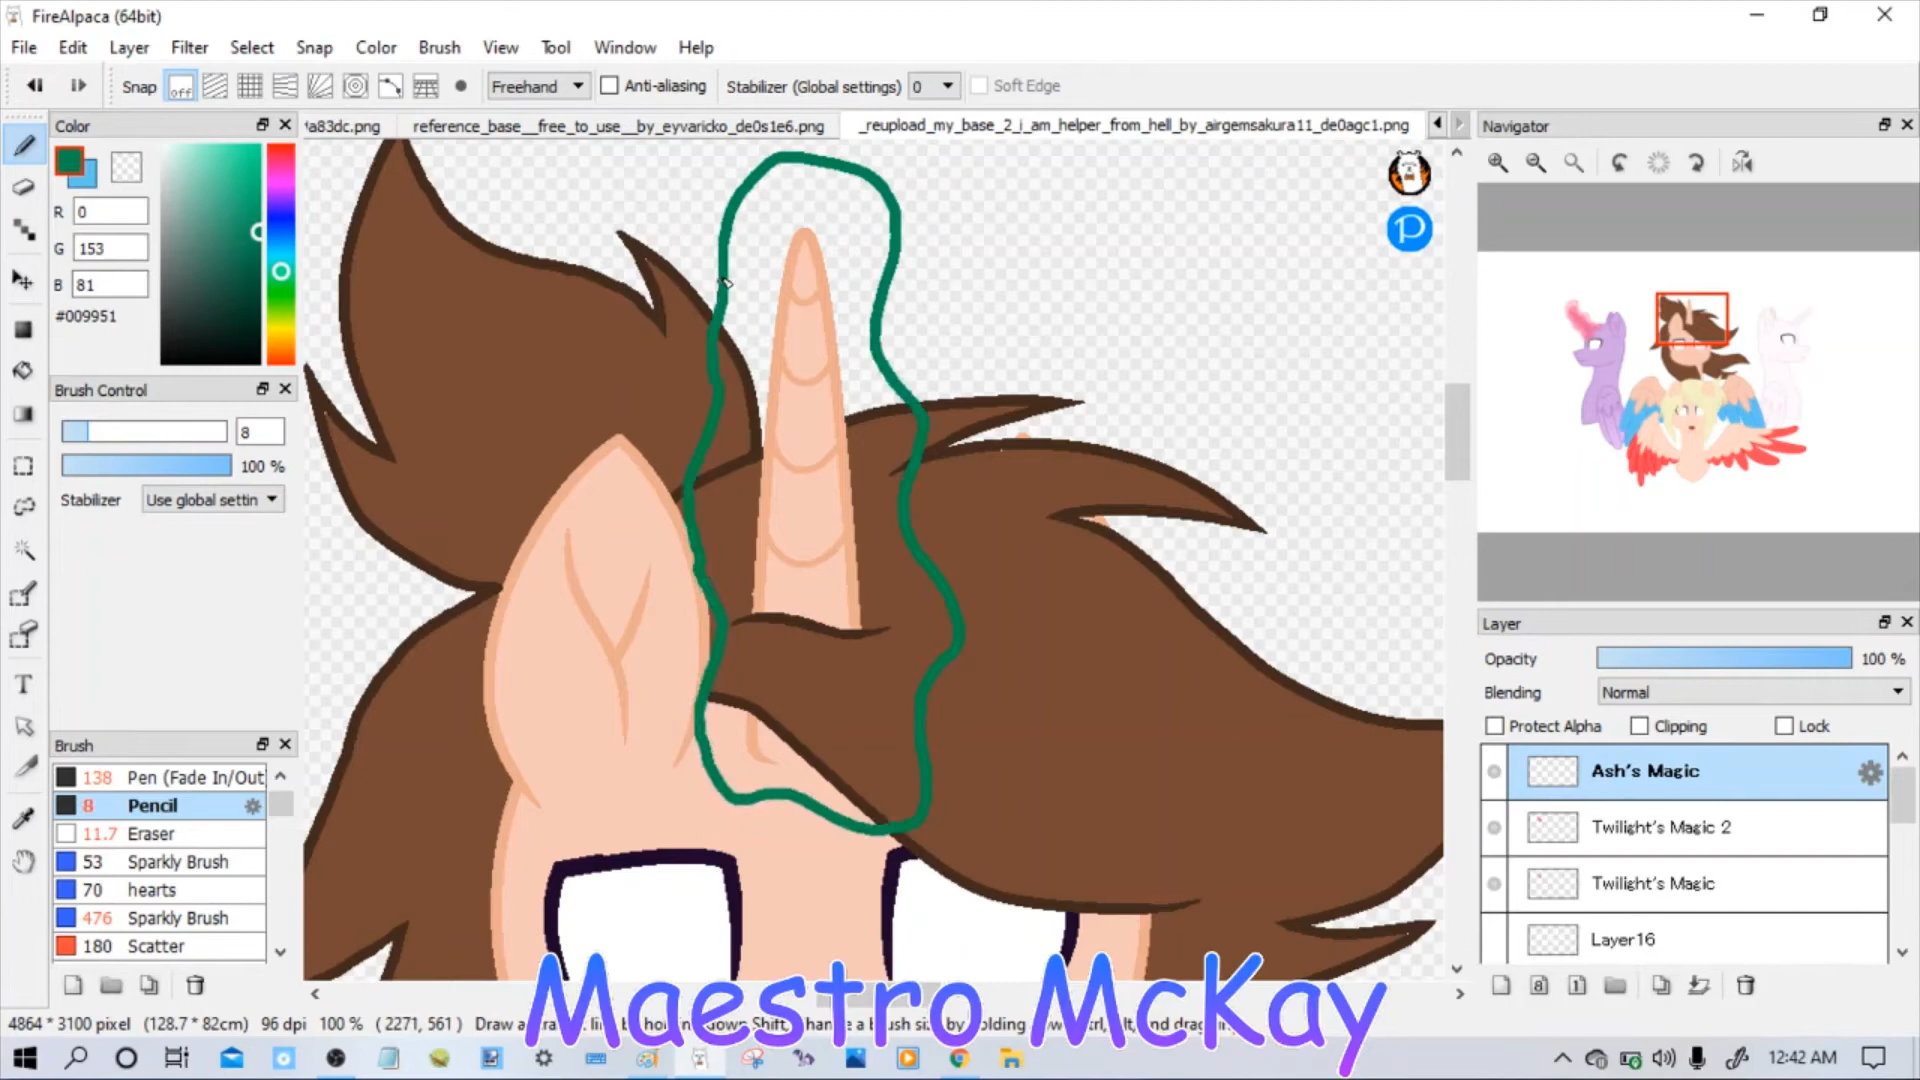 FireAlpaca (64bit)
File Edit Layer Filter Select Snap Color Brush View Tool Window Help
Snap off Freehand Anti-aliasing Stabilizer (Global settings) 0 Soft Edge
Color
fa83dc.png reference_base__free_to_use__by_eyvaricko_de0s1e6.png _reupload_my_base_2_i_am_helper_from_hell_by_airgemsakura11_de0agc1.png
Navigator
R 0
G 153
B 81
#009951
Brush Control
8
100 %
Stabilizer Use global settin
Brush
138 Pen (Fade In/Out
8 Pencil
11.7 Eraser
53 Sparkly Brush
70 hearts
476 Sparkly Brush
180 Scatter
P
Layer
Opacity 100 %
Blending Normal
Protect Alpha Clipping Lock
Ash's Magic
Twilight's Magic 2
Twilight's Magic
Layer16
8 1
Maestro McKay
4864 * 3100 pixel (128.7 * 82cm) 96 dpi 100 % ( 2271, 561 ) Draw a
12:42 AM